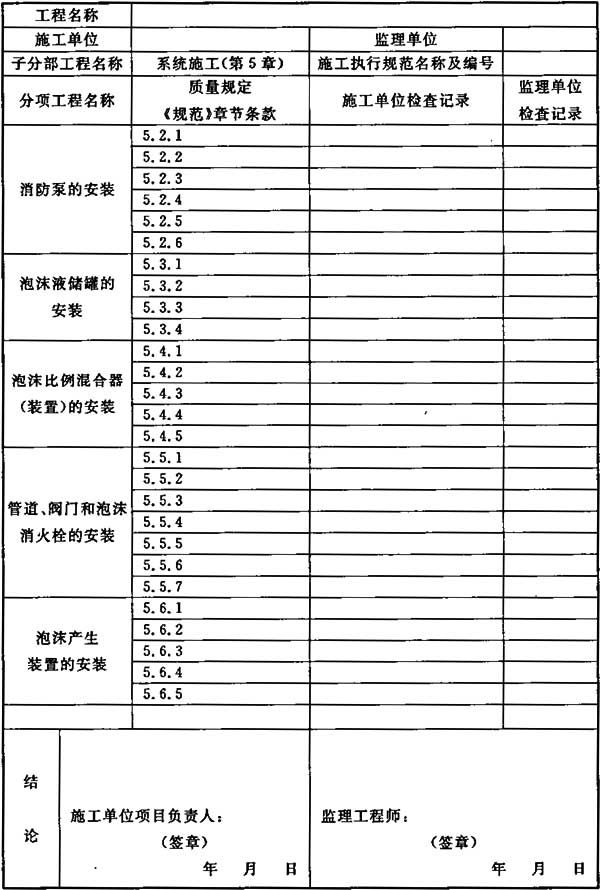 工程名称
施工单位 监理单位
子分部工程名称 系统施工(第5章) 施工执行规范名称及编号
分项工程名称 质量规定 《规范》章节条款 施工单位检查记录 监理单位 检查记录
消防泵的安装
5.2.1
5.2.2
5.2.3
5.2.4
5.2.5
5.2.6
泡沫液储罐的
安装
5.3.1
5.3.2
5.3.3
5.3.4
泡沫比例混合器
(装置)的安装
5.4.1
5.4.2
5.4.3
5.4.4
5.4.5
管道、阀门和泡沫
消火栓的安装
5.5.1
5.5.2
5.5.3
5.5.4
5.5.5
5.5.6
5.5.7
泡沫产生
装置的安装
5.6.1
5.6.2
5.6.3
5.6.4
5.6.5
结
论
施工单位项目负责人:
(签章)
年 月 日
监理工程师:
(签章)
年 月 日